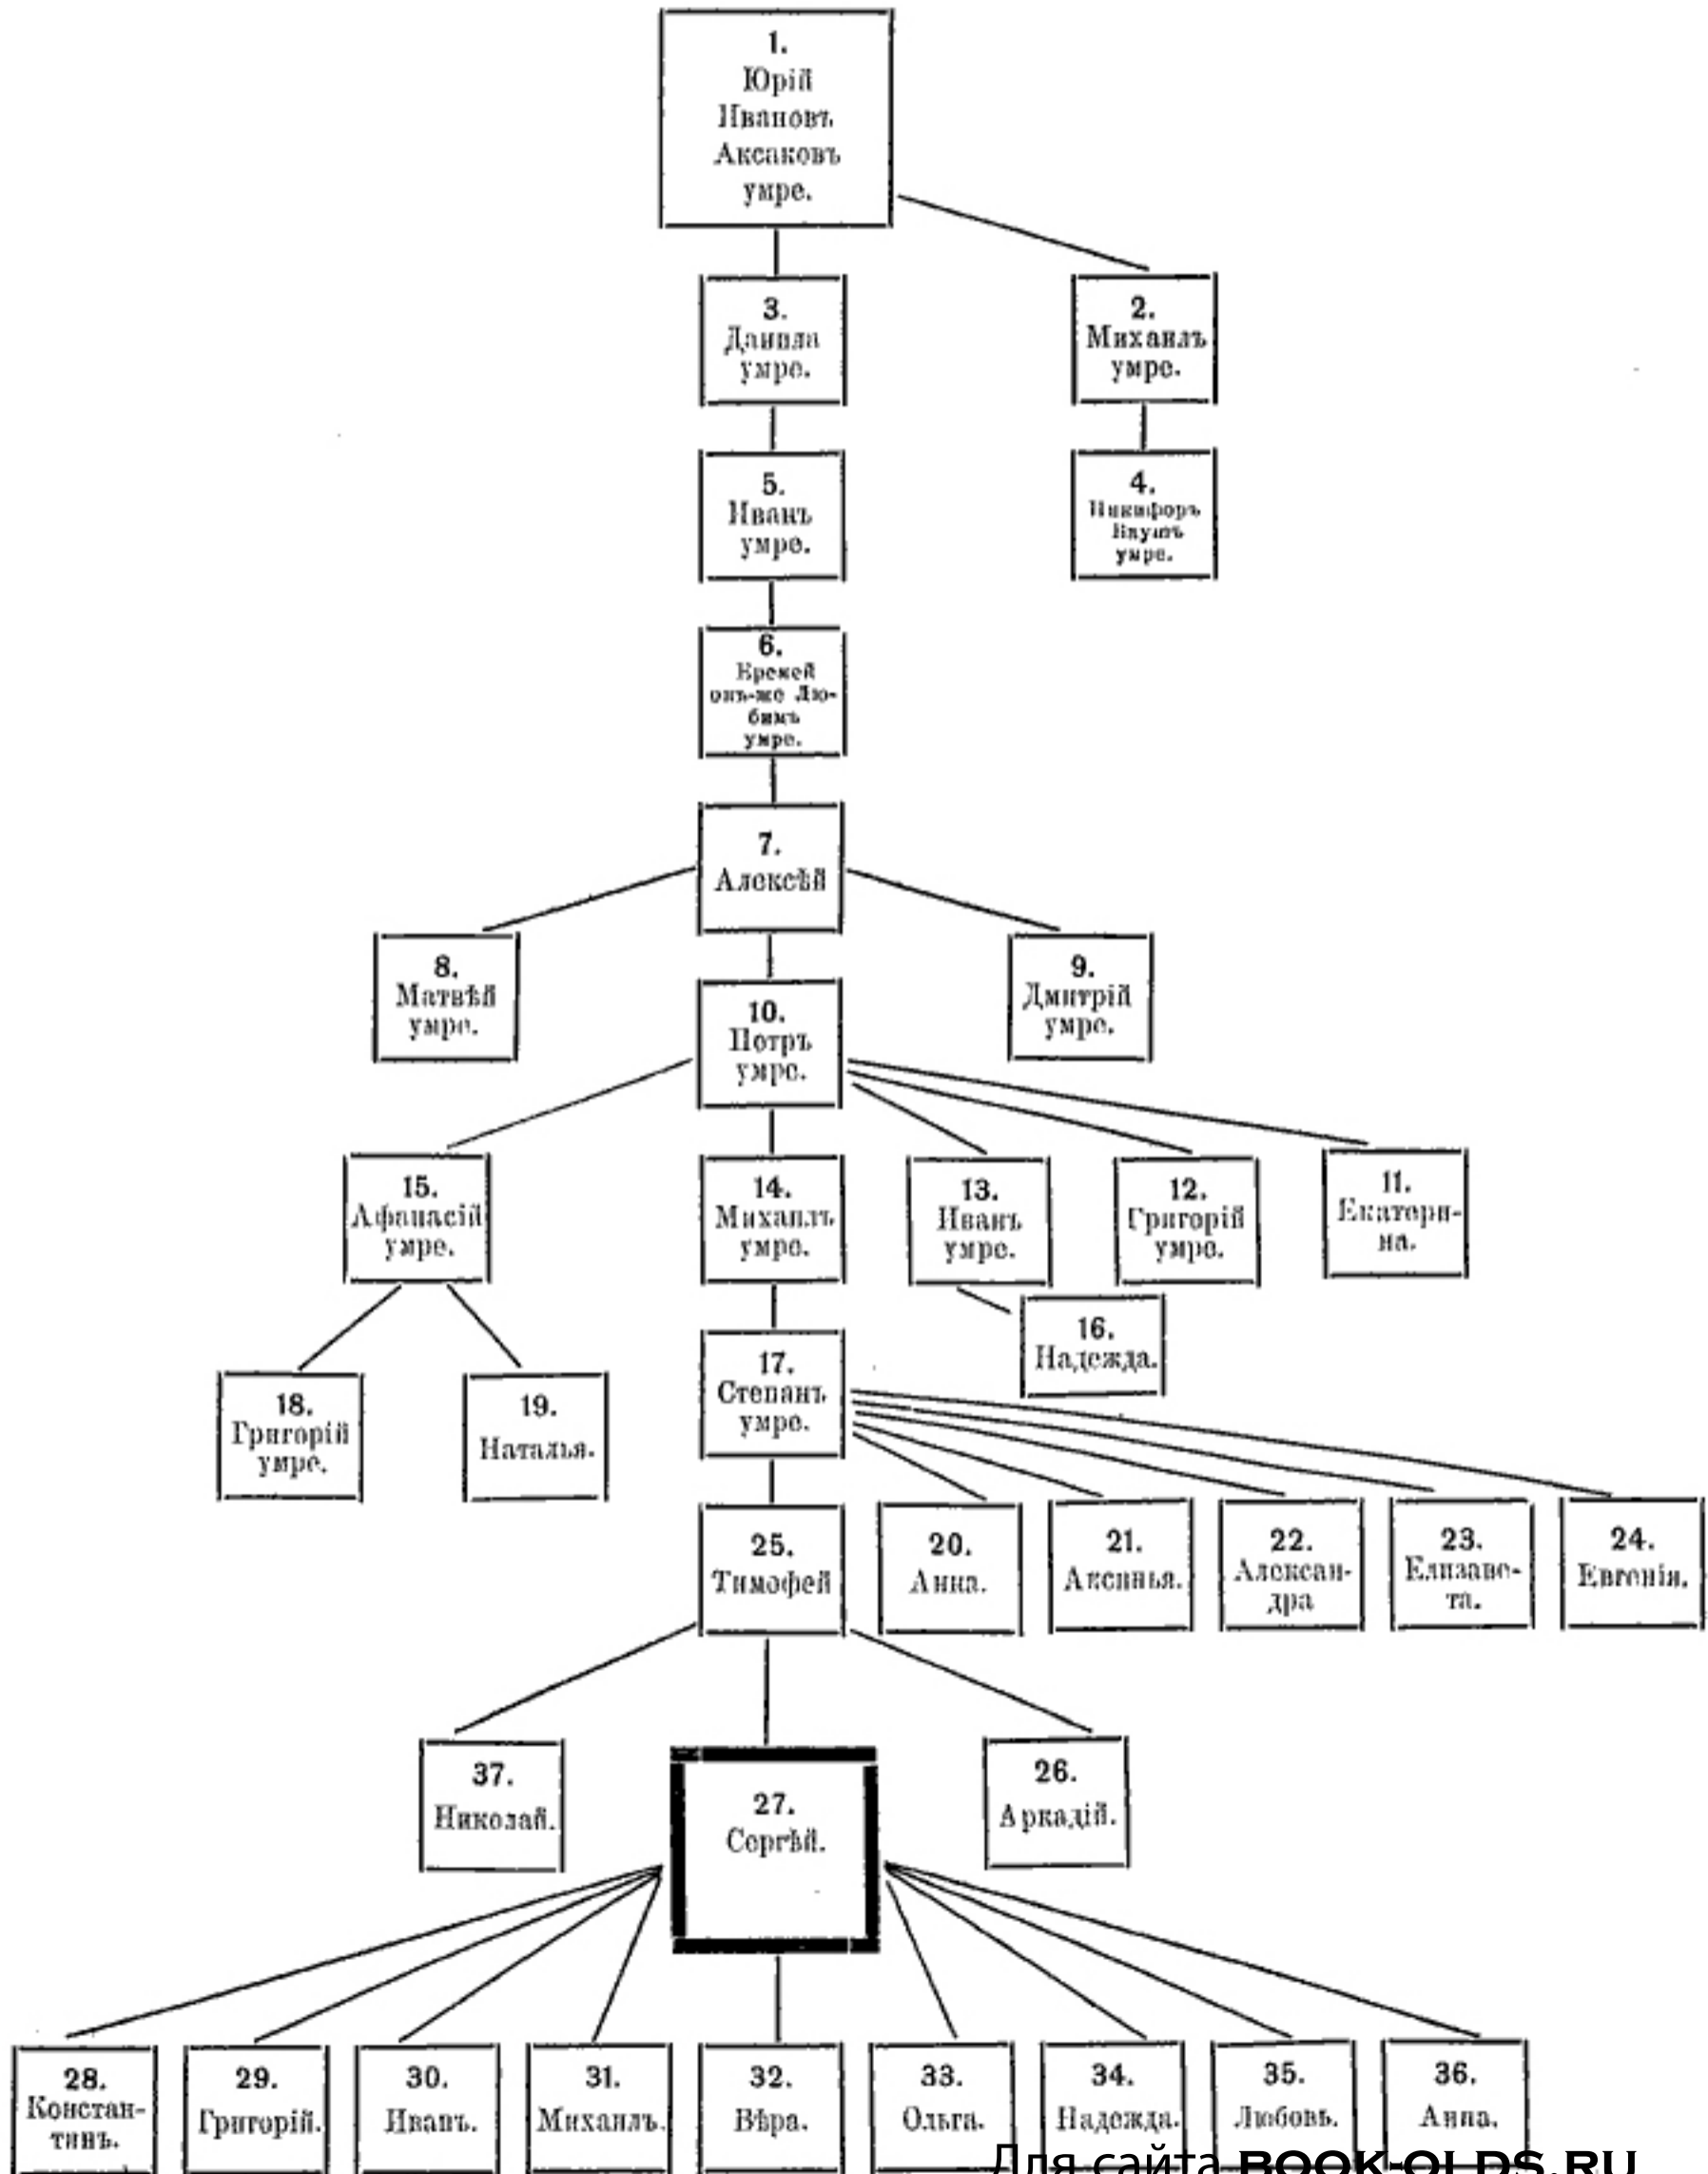 1.
Юрій
Ивановъ
Аксаковъ
умре.
3.
Данила
умре.
2.
Михаилъ
умре.
5.
Иванъ
умре.
4.
Никифоръ
умре.
6.
Еремей
онъ-же Лю-
бимъ
умре.
7.
Алексѣй
8.
Матвѣй
умре.
10.
Петръ
умре.
9.
Дмитрій
умре.
15.
Афанасій
умре.
14.
Михаилъ
умре.
13.
Иванъ
умре.
12.
Григорій
умре.
11.
Екатери-
на.
16.
Надежда.
18.
Григорій
умре.
19.
Наталья.
17.
Степанъ
умре.
25.
Тимофей
20.
Анна.
21.
Аксинья.
22.
Алексан-
дра
23.
Елизаве-
та.
24.
Евгенія.
37.
Николай.
27.
Сергѣй.
26.
Аркадій.
28.
Констан-
тинъ.
29.
Григорій.
30.
Иванъ.
31.
Михаилъ.
32.
Вѣра.
33.
Ольга.
34.
Надежда.
35.
Любовь.
36.
Анна.
Для сайта BOOK-OLDS.RU